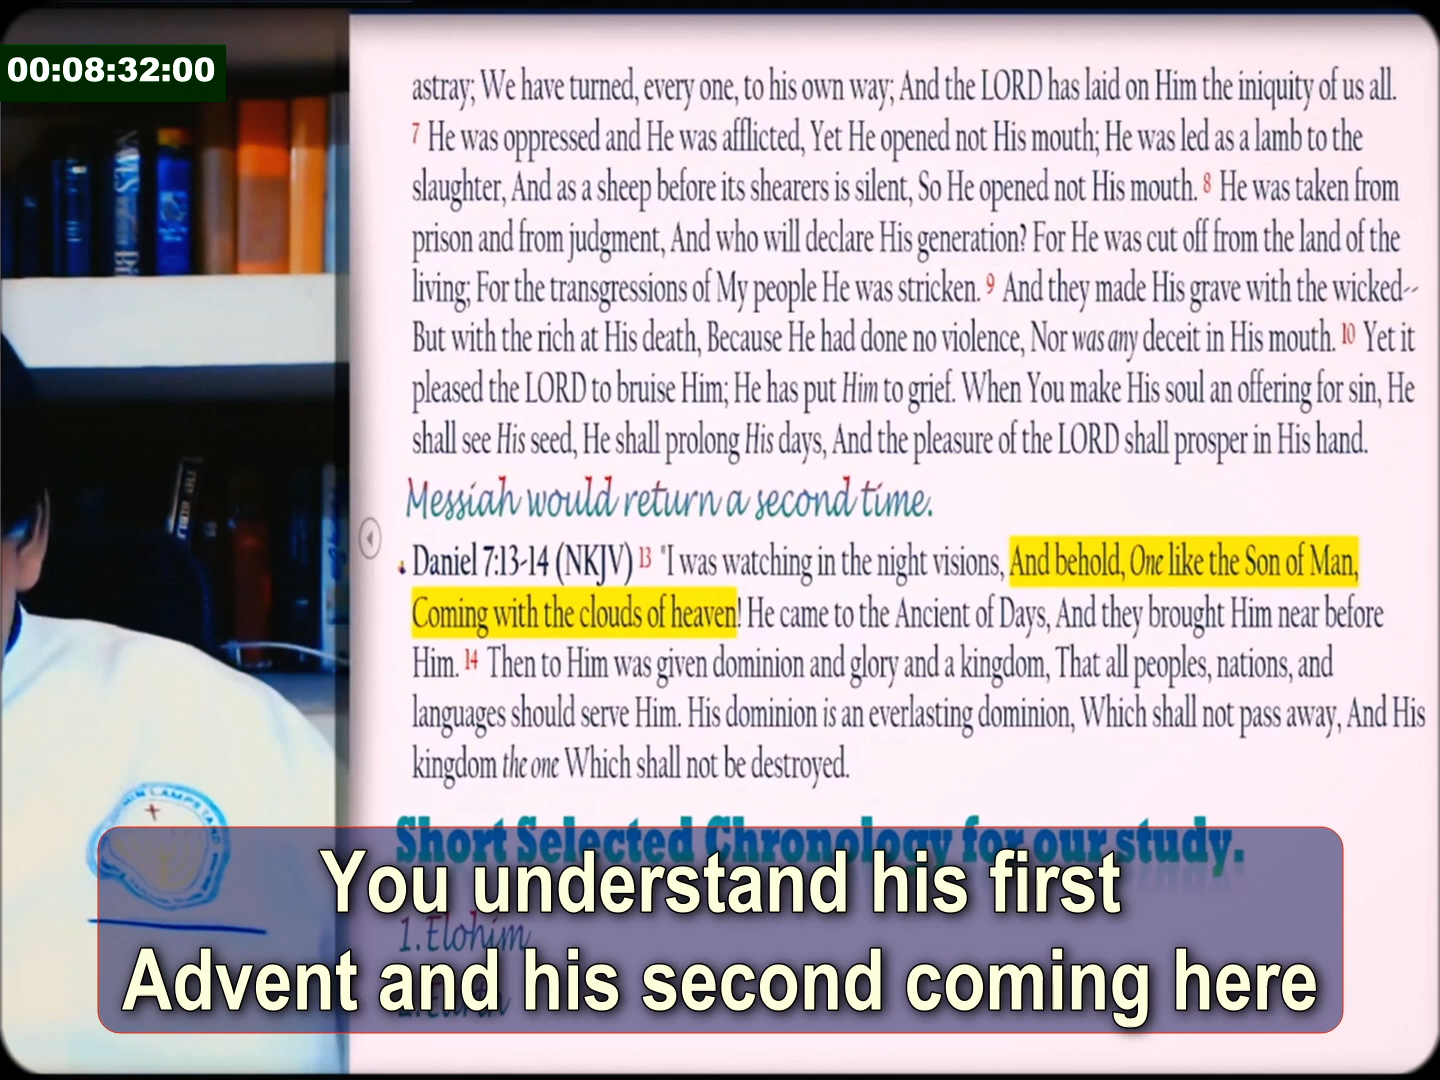 00:08:32:00
astray; We have turned, every one, to his own way; And the LORD has laid on Him the iniquity of us all.
7 He was oppressed and He was afflicted, Yet He opened not His mouth; He was led as a lamb to the
slaughter, And as a sheep before its shearers is silent, So He opened not His mouth. 8 He was taken from
prison and from judgment, And who will declare His generation? For He was cut off from the land of the
living; For the transgressions of My people He was stricken. 9 And they made His grave with the wicked--
But with the rich at His death, Because He had done no violence, Nor was any deceit in His mouth. 10 Yet it
pleased the LORD to bruise Him; He has put Him to grief. When You make His soul an offering for sin, He
shall see His seed, He shall prolong His days, And the pleasure of the LORD shall prosper in His hand.
Messiah would return a second time.
Daniel 7:13-14 (NKJV) 13 "I was watching in the night visions, And behold, One like the Son of Man,
Coming with the clouds of heaven! He came to the Ancient of Days, And they brought Him near before
Him. 14 Then to Him was given dominion and glory and a kingdom, That all peoples, nations, and
languages should serve Him. His dominion is an everlasting dominion, Which shall not pass away, And His
kingdom the one Which shall not be destroyed.
Short Selected Chronology for our study.
You understand his first
1. Elohim
Advent and his second coming here
2. Earth